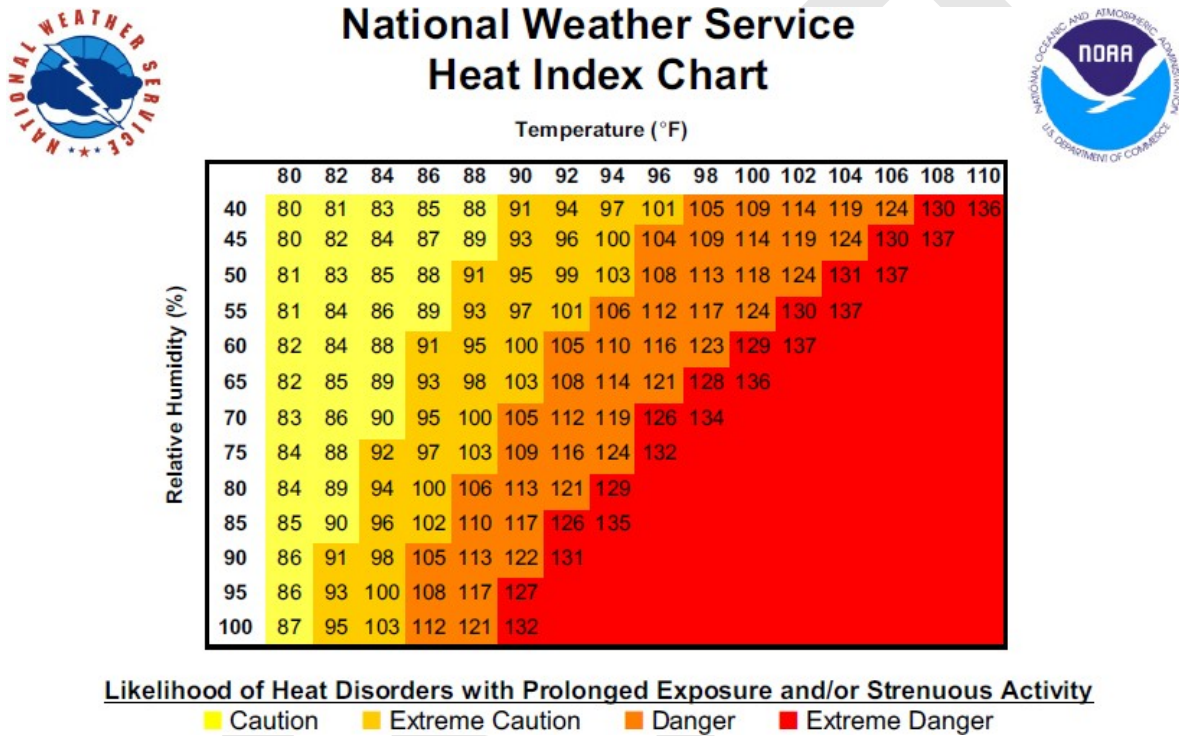 National Weather Service
Heat Index Chart
NATIONAL WEATHER SERVICE
NATIONAL OCEANIC AND ATMOSPHERIC ADMINISTRATION
NOAA
U.S. DEPARTMENT OF COMMERCE
Temperature (°F)
80 82 84 86 88 90 92 94 96 98 100 102 104 106 108 110
Relative Humidity (%)
40 80 81 83 85 88 91 94 97 101 105 109 114 119 124 130 136
45 80 82 84 87 89 93 96 100 104 109 114 119 124 130 137
50 81 83 85 88 91 95 99 103 108 113 118 124 131 137
55 81 84 86 89 93 97 101 106 112 117 124 130 137
60 82 84 88 91 95 100 105 110 116 123 129 137
65 82 85 89 93 98 103 108 114 121 128 136
70 83 86 90 95 100 105 112 119 126 134
75 84 88 92 97 103 109 116 124 132
80 84 89 94 100 106 113 121 129
85 85 90 96 102 110 117 126 135
90 86 91 98 105 113 122 131
95 86 93 100 108 117 127
100 87 95 103 112 121 132
Likelihood of Heat Disorders with Prolonged Exposure and/or Strenuous Activity
Caution Extreme Caution Danger Extreme Danger